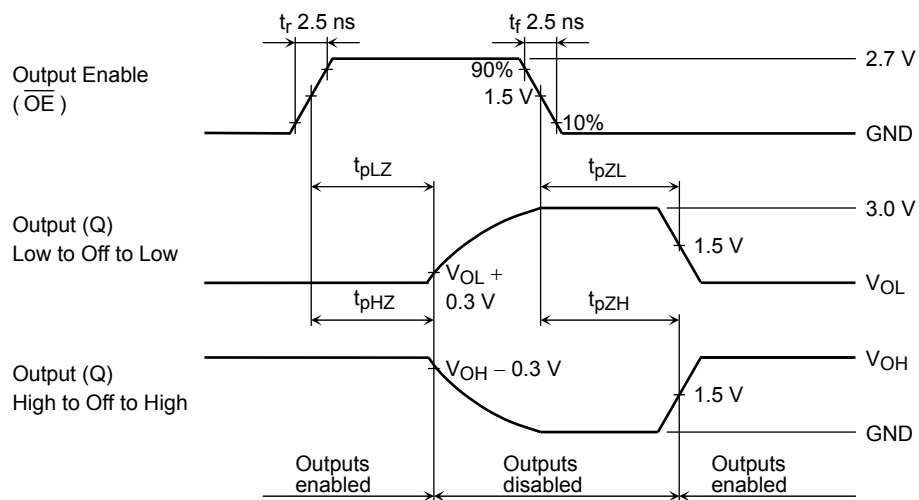 tr 2.5 ns
tf 2.5 ns
Output Enable
( OE )
90%
1.5 V
10%
2.7 V
GND
tpLZ
tpZL
Output (Q)
Low to Off to Low
3.0 V
1.5 V
VOL +
0.3 V
VOL
tpHZ
tpZH
Output (Q)
High to Off to High
VOH − 0.3 V
VOH
1.5 V
GND
Outputs
enabled
Outputs
disabled
Outputs
enabled